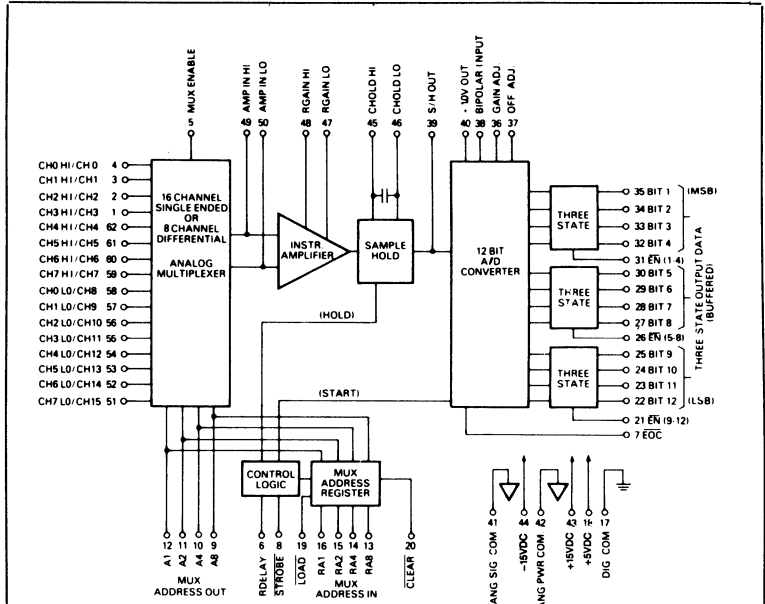 5 MUX ENABLE
49 AMP IN HI
50 AMP IN LO
48 RGAIN HI
47 RGAIN LO
45 CHOLD HI
46 CHOLD LO
39 S/H OUT
40 -10V OUT
38 BIPOLAR INPUT
36 GAIN ADJ.
37 OFF ADJ.
CH0 HI/CH 0 4
CH1 HI/CH1 3
CH2 HI/CH2 2
CH3 HI/CH3 1
CH4 HI/CH4 62
CH5 HI/CH5 61
CH6 HI/CH6 60
CH7 HI/CH7 59
CH0 L0/CH8 58
CH1 L0/CH9 57
CH2 L0/CH10 56
CH3 L0/CH11 55
CH4 L0/CH12 54
CH5 L0/CH13 53
CH6 L0/CH14 52
CH7 L0/CH15 51
16 CHANNEL
SINGLE ENDED
OR
8 CHANNEL
DIFFERENTIAL
ANALOG
MULTIPLEXER
INSTR.
AMPLIFIER
SAMPLE
HOLD
12 BIT
A/D
CONVERTER
THREE
STATE
THREE
STATE
THREE
STATE
35 BIT 1 (MSB)
34 BIT 2
33 BIT 3
32 BIT 4
31 EN (1-4)
30 BIT 5
29 BIT 6
28 BIT 7
27 BIT 8
26 EN (5-8)
25 BIT 9
24 BIT 10
23 BIT 11
22 BIT 12 (LSB)
21 EN (9-12)
7 EOC
THREE STATE OUTPUT DATA
(BUFFERED)
(HOLD)
(START)
CONTROL
LOGIC
MUX
ADDRESS
REGISTER
12 A1
11 A2
10 A4
9 A8
MUX
ADDRESS OUT
6 RDELAY
8 STROBE
19 LOAD
16 RA1
15 RA2
14 RA4
13 RA8
MUX
ADDRESS IN
20 CLEAR
41 ANG SIG COM
44 -15VDC
42 ANG PWR COM
43 +15VDC
18 +5VDC
17 DIG COM